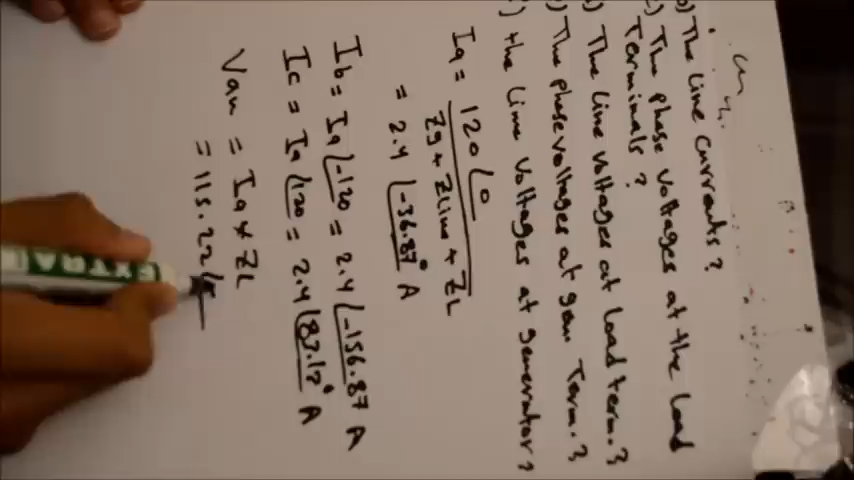 b) The line currents?
c) The phase voltages at the load
Terminals?
) The line voltages at load term.?
) The phase voltages at gen Term.?
) the line voltages at generator?
Ia = 120∠0 / Zg + Zline + ZL
= 2.4 ∠-36.87° A
Ib = Ia ∠-120 = 2.4 ∠-156.87 A
Ic = Ia ∠120 = 2.4 ∠83.13° A
Van = Ia * ZL
= 115.22 ∠
EXTRA